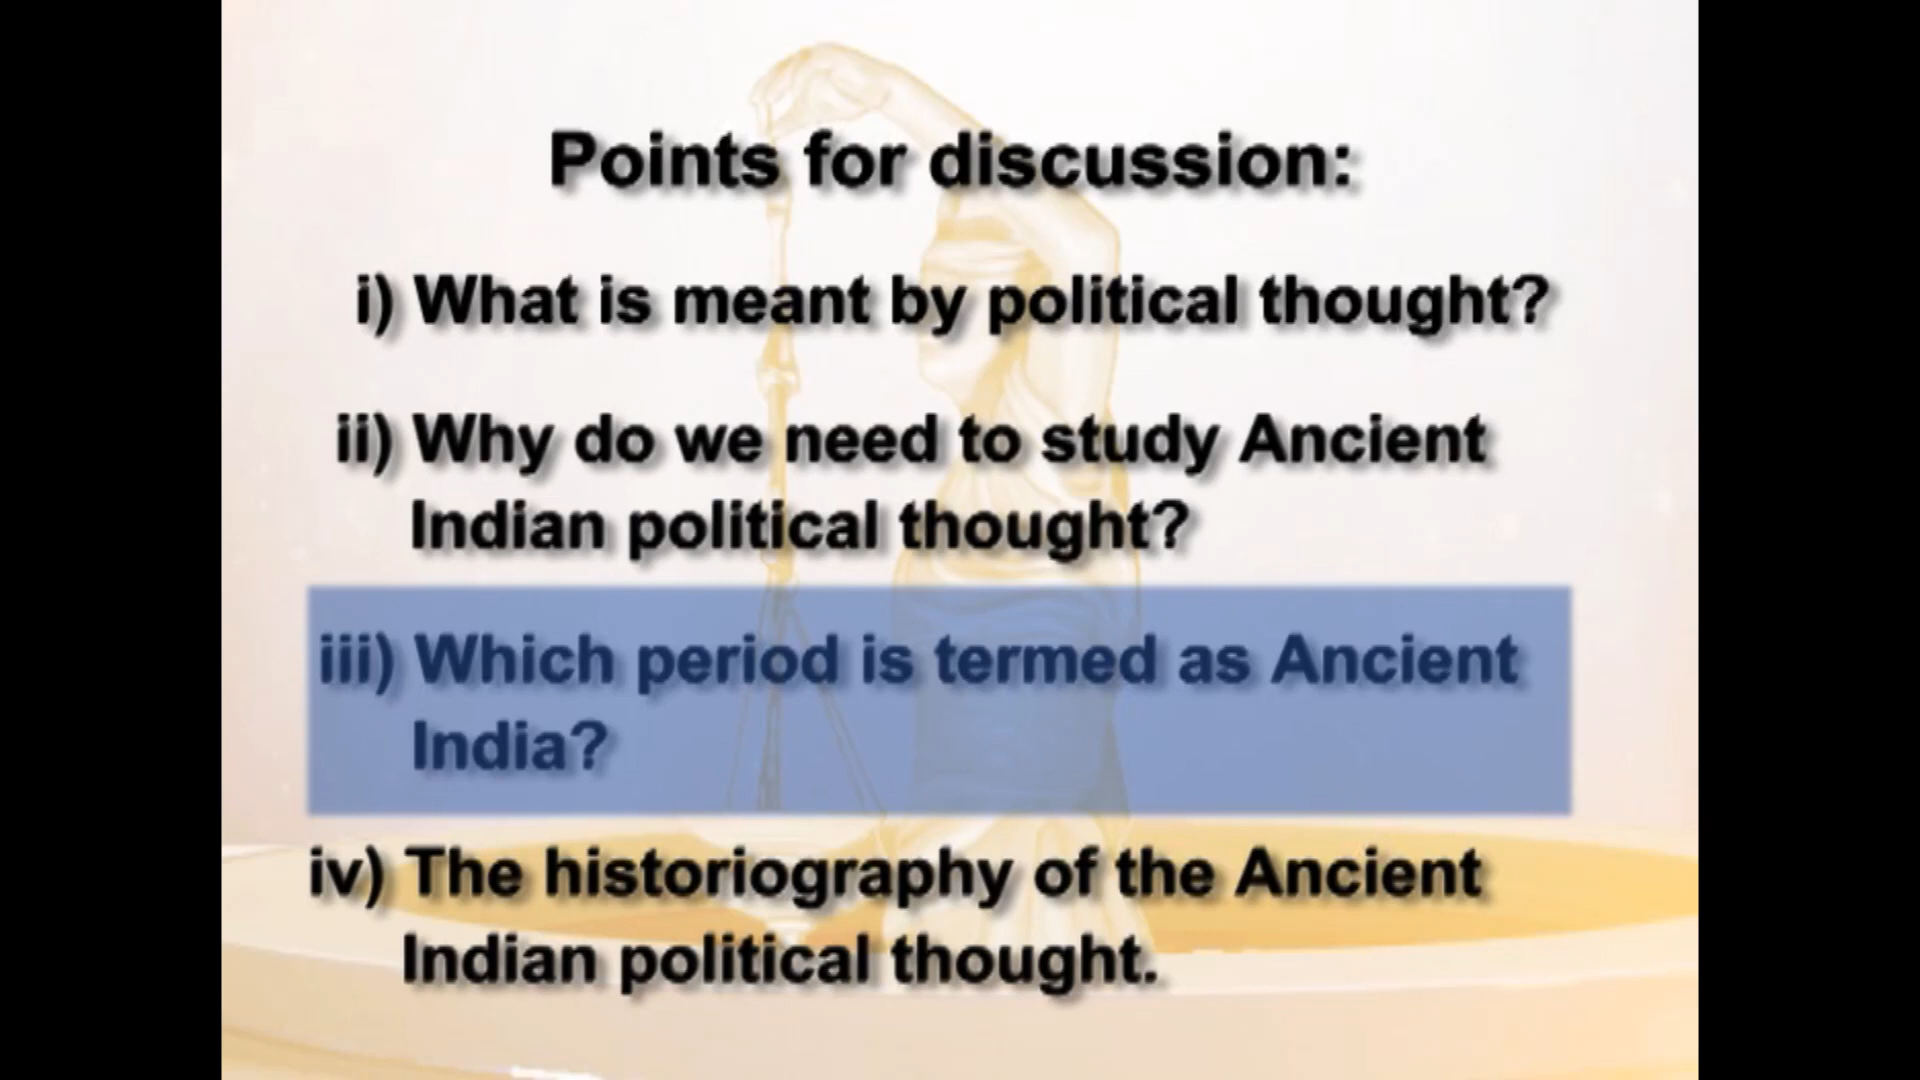 Points for discussion:
i) What is meant by political thought?
ii) Why do we need to study Ancient
Indian political thought?
iii) Which period is termed as Ancient
India?
iv) The historiography of the Ancient
Indian political thought.